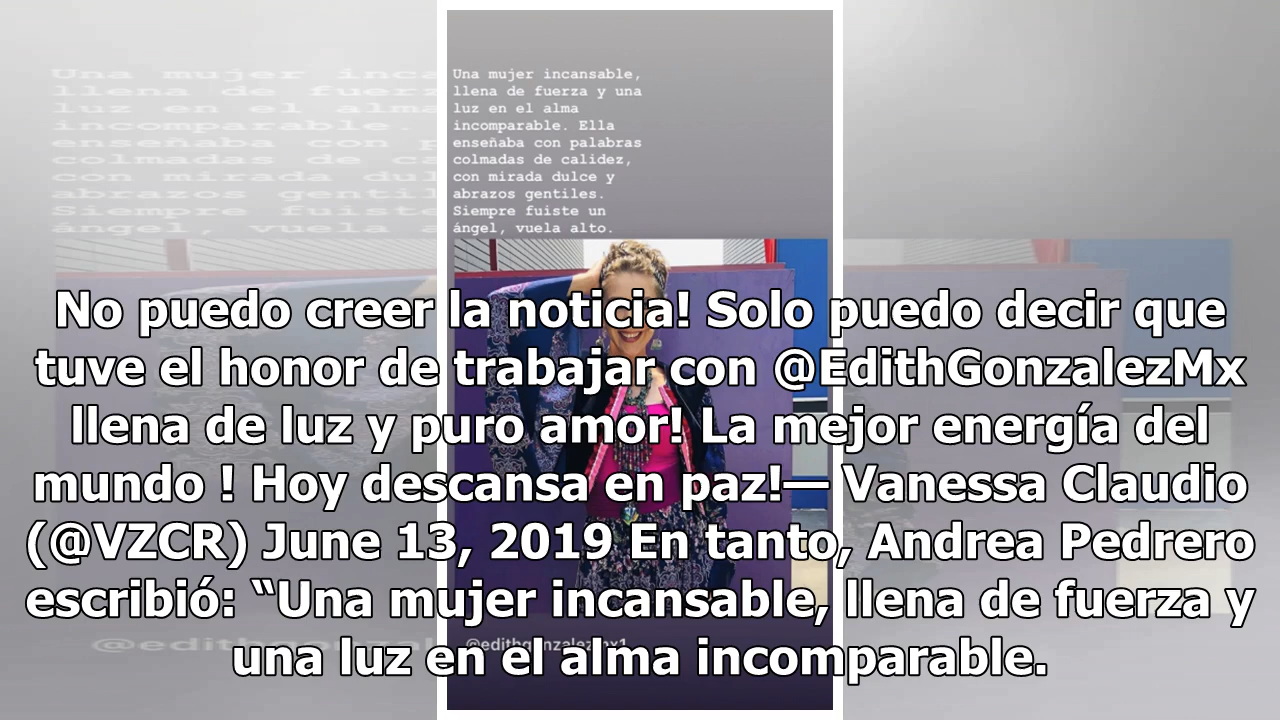 Una mujer incansable,
llena de fuerza y una
luz en el alma
incomparable. Ella
enseñaba con palabras
colmadas de calidez,
con mirada dulce y
abrazos gentiles.
Siempre fuiste un
ángel, vuela alto.
No puedo creer la noticia! Solo puedo decir que
tuve el honor de trabajar con @EdithGonzalezMx
llena de luz y puro amor! La mejor energía del
mundo ! Hoy descansa en paz!— Vanessa Claudio
(@VZCR) June 13, 2019 En tanto, Andrea Pedrero
escribió: “Una mujer incansable, llena de fuerza y
una luz en el alma incomparable.
@edithgonzalezmx1